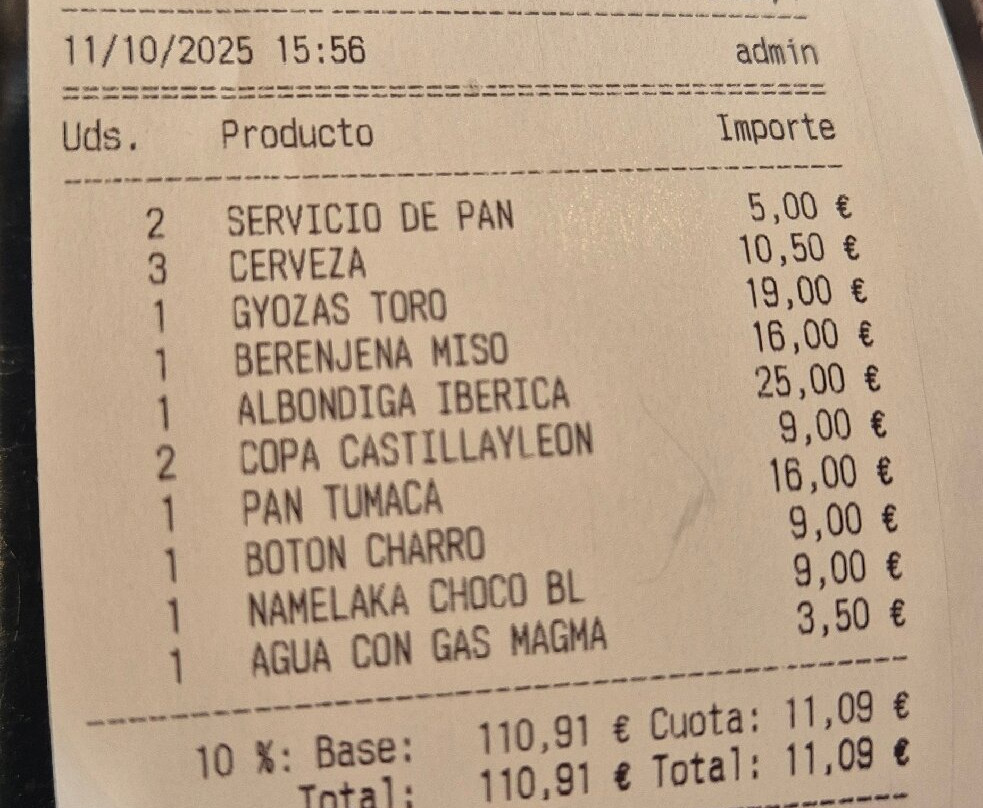 11/10/2025 15:56 admin
Uds. Producto Importe
2 SERVICIO DE PAN 5,00 €
3 CERVEZA 10,50 €
1 GYOZAS TORO 19,00 €
1 BERENJENA MISO 16,00 €
1 ALBONDIGA IBERICA 25,00 €
2 COPA CASTILLAYLEON 9,00 €
1 PAN TUMACA 16,00 €
1 BOTON CHARRO 9,00 €
1 NAMELAKA CHOCO BL 9,00 €
1 AGUA CON GAS MAGMA 3,50 €
10 %: Base: 110,91 € Cuota: 11,09 €
Total: 110,91 € Total: 11,09 €